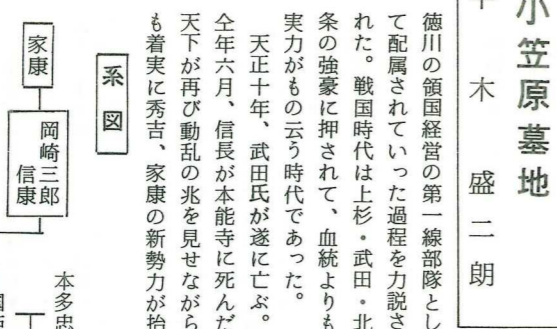 小笠原墓地
木盛二朗
徳川の領国経営の第一線部隊とし
て配属されていった過程を力説さ
れた。戦国時代は上杉・武田・北
条の強豪に押されて、血統よりも
実力がもの云う時代であった。
天正十年、武田氏が遂に亡ぶ。
仝年六月、信長が本能寺に死んだ
天下が再び動乱の兆を見せながら
も着実に秀吉、家康の新勢力が抬
系図
家康
岡崎三郎
信康
本多忠